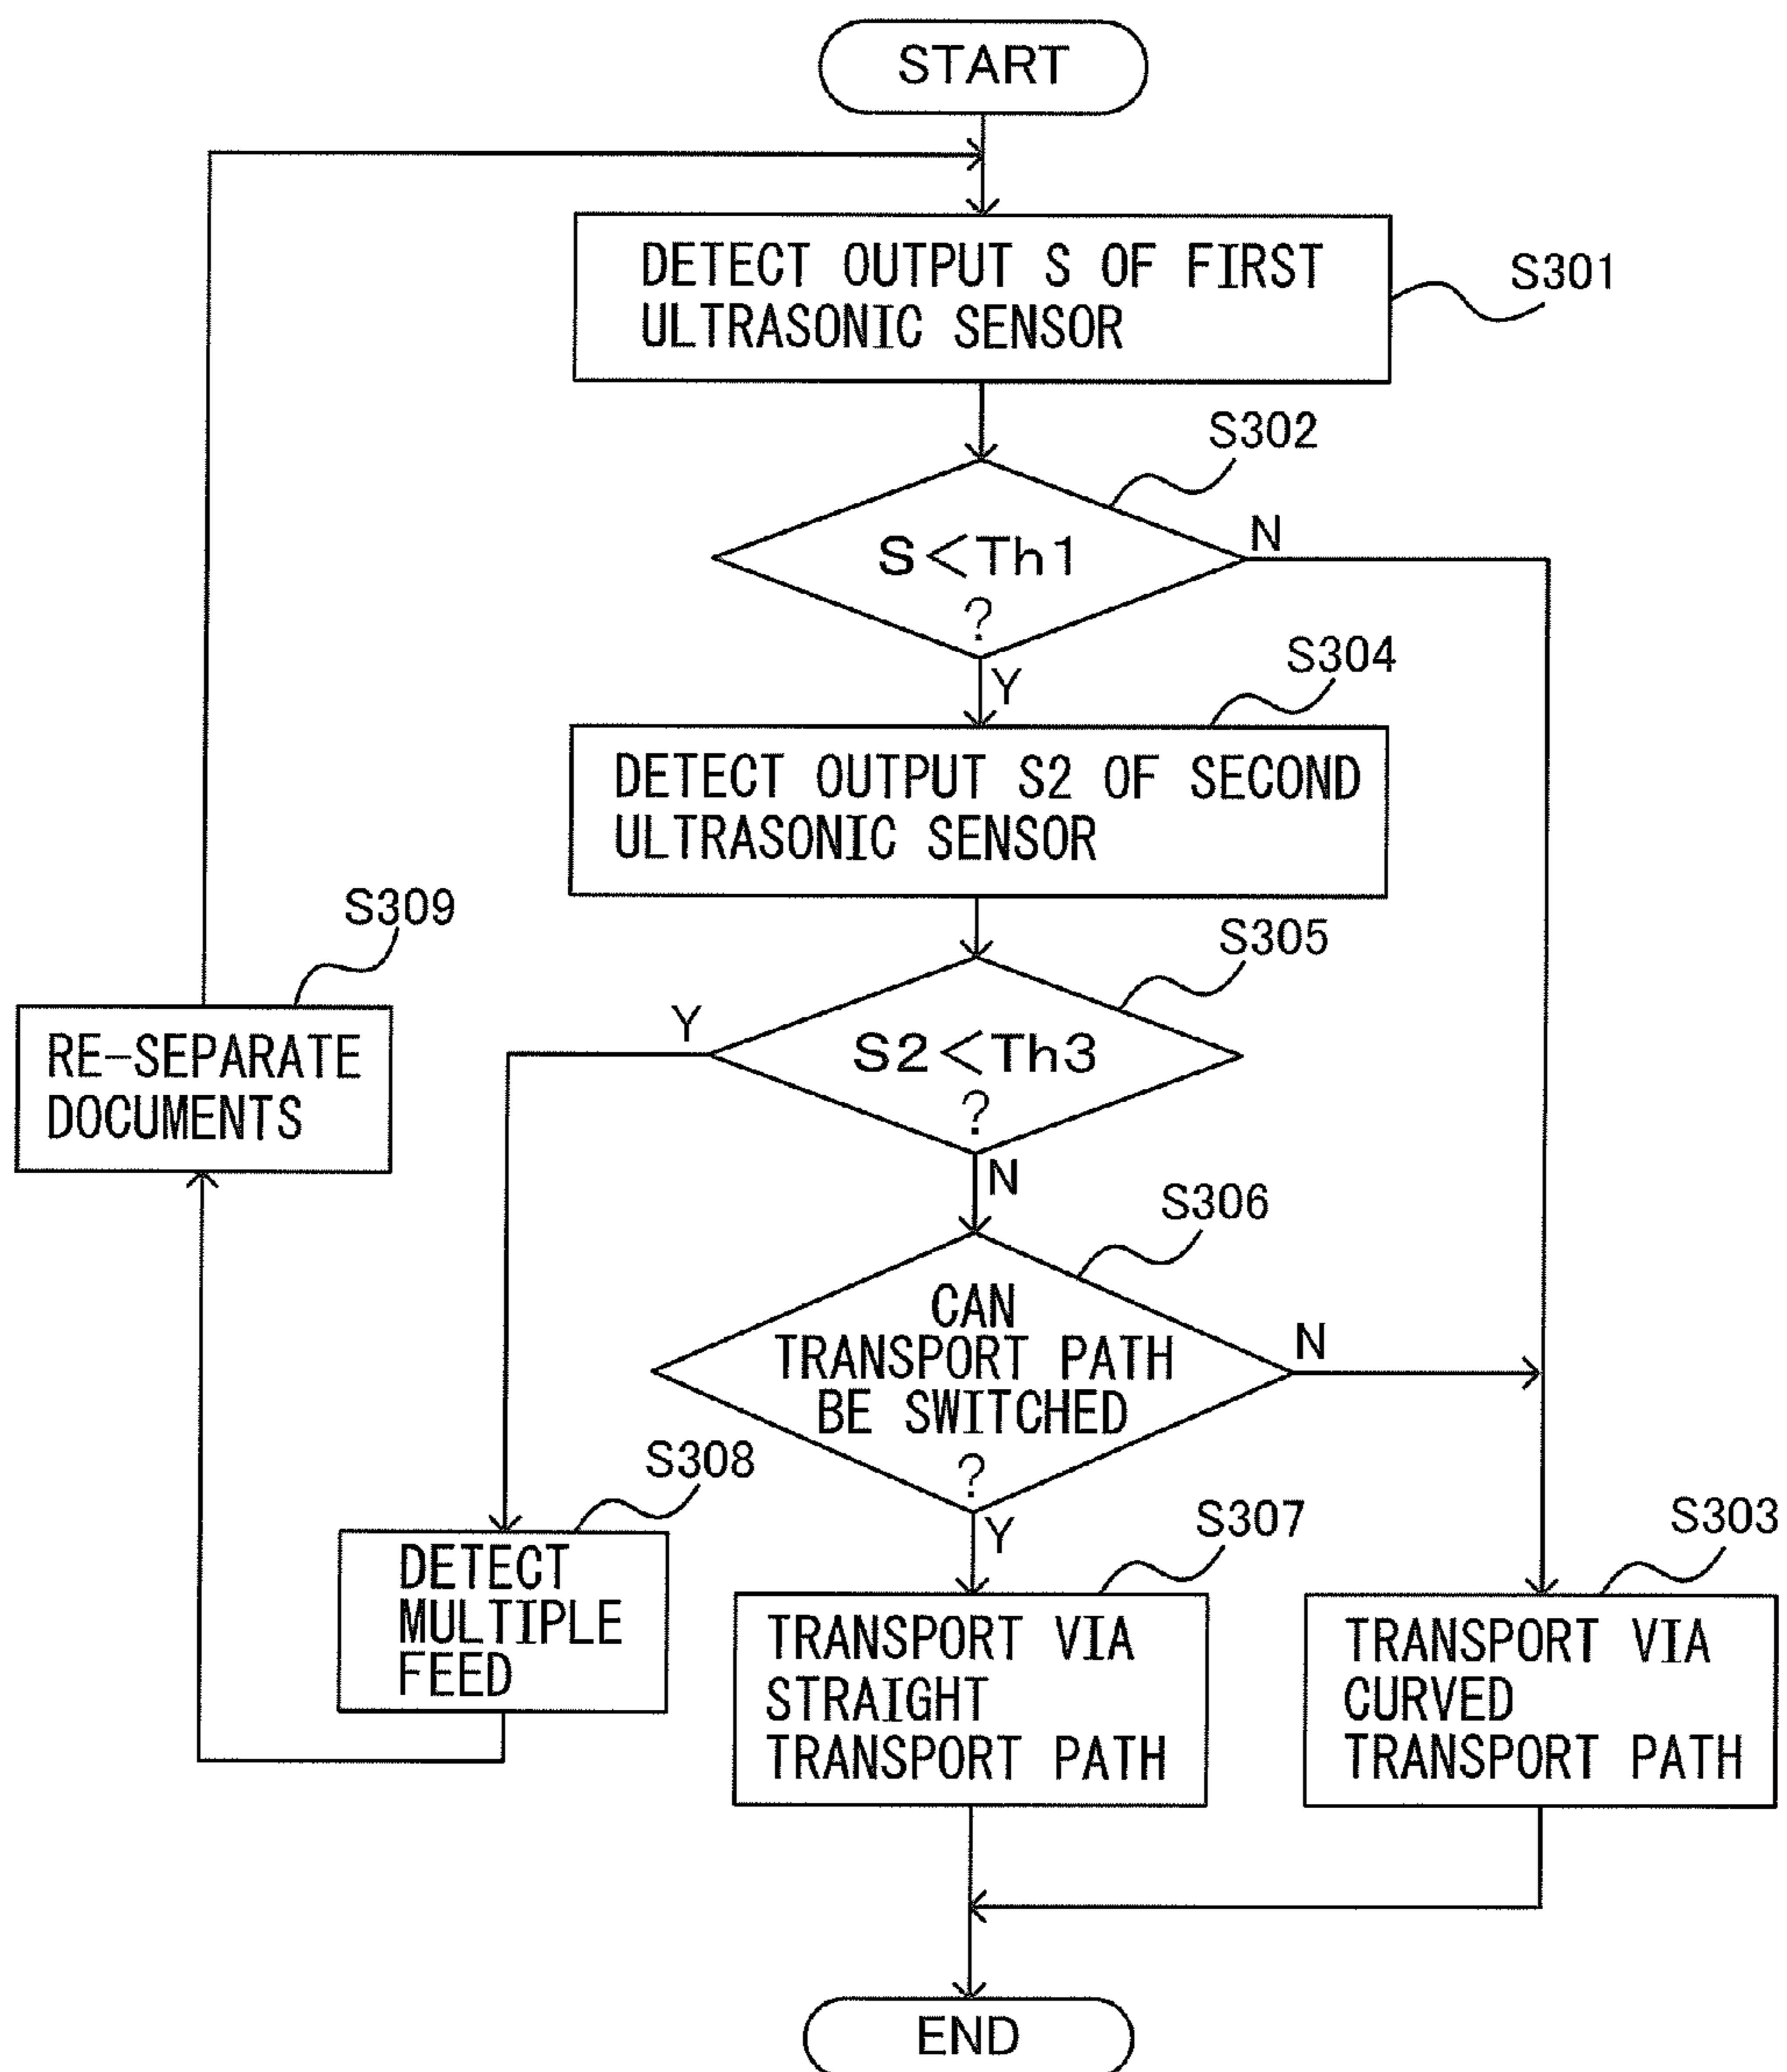 START
DETECT OUTPUT S OF FIRST
ULTRASONIC SENSOR
S301
S302
S<Th1
?
N
Y
S304
DETECT OUTPUT S2 OF SECOND
ULTRASONIC SENSOR
S309
RE-SEPARATE
DOCUMENTS
S305
Y
S2<Th3
?
N
S306
CAN
TRANSPORT PATH
BE SWITCHED
?
N
Y
S308
DETECT
MULTIPLE
FEED
S307
TRANSPORT VIA
STRAIGHT
TRANSPORT PATH
S303
TRANSPORT VIA
CURVED
TRANSPORT PATH
END